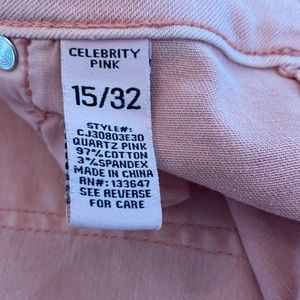 CELEBRITY
PINK
15/32
STYLE#:
CJ30803E30
QUARTZ PINK
97%COTTON
3%SPANDEX
MADE IN CHINA
RN#: 133647
SEE REVERSE
FOR CARE